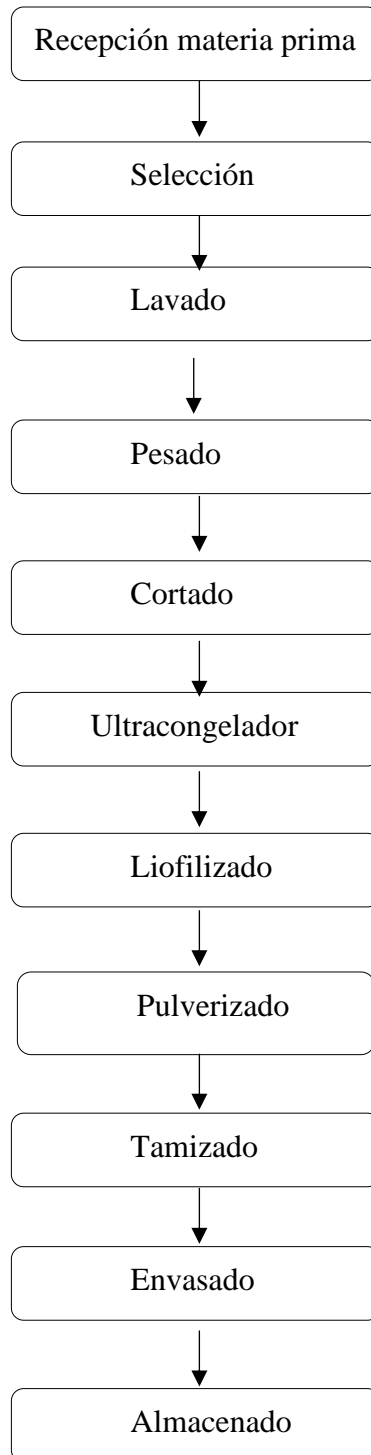 Recepción materia prima
Selección
Lavado
Pesado
Cortado
Ultracongelador
Liofilizado
Pulverizado
Tamizado
Envasado
Almacenado